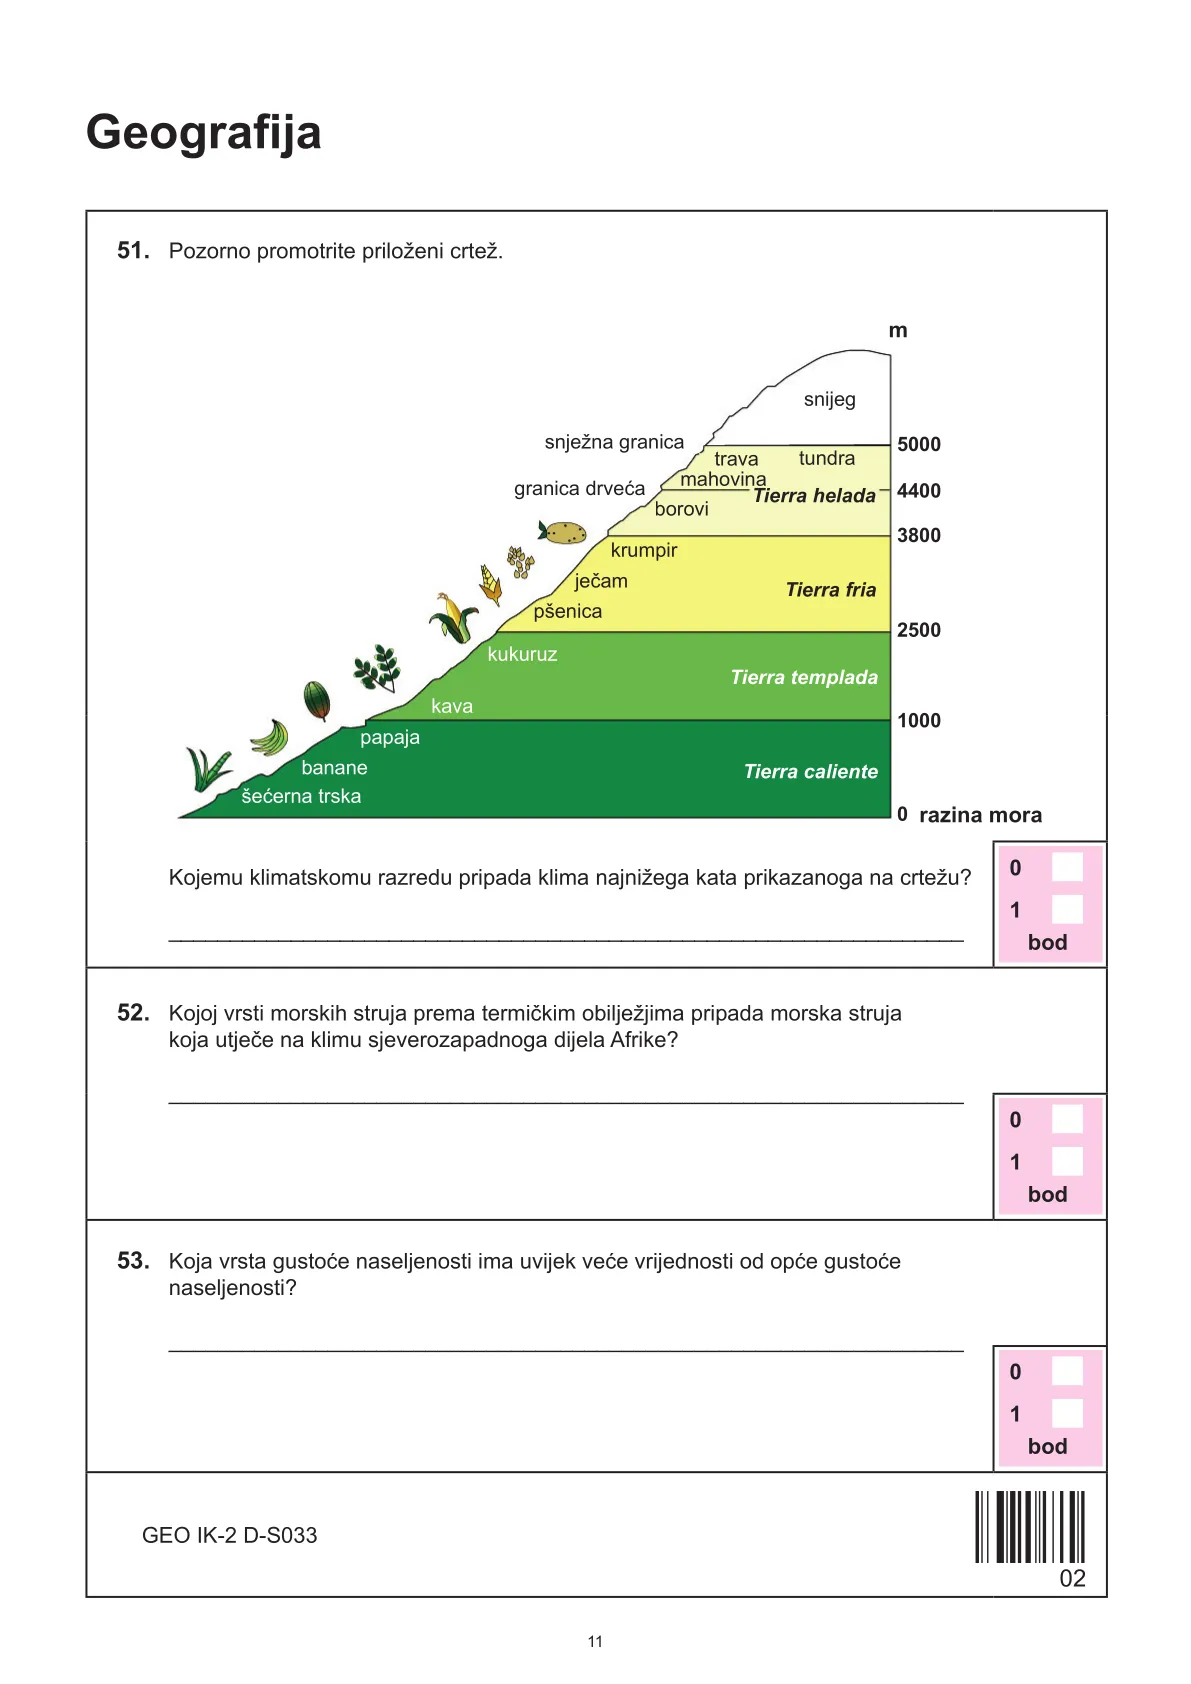 Geografija
51. Pozorno promotrite priloženi crtež.
m
snijeg
snježna granica
5000
trava
tundra
mahovina
granica drveća
Tierra helada
4400
borovi
3800
krumpir
ječam
Tierra fria
pšenica
2500
kukuruz
Tierra templada
kava
1000
papaja
banane
Tierra caliente
šećerna trska
0 razina mora
Kojemu klimatskomu razredu pripada klima najnižega kata prikazanoga na crtežu?
0
1
bod
52. Kojoj vrsti morskih struja prema termičkim obilježjima pripada morska struja
koja utječe na klimu sjeverozapadnoga dijela Afrike?
0
1
bod
53. Koja vrsta gustoće naseljenosti ima uvijek veće vrijednosti od opće gustoće
naseljenosti?
0
1
bod
GEO IK-2 D-S033
02
11